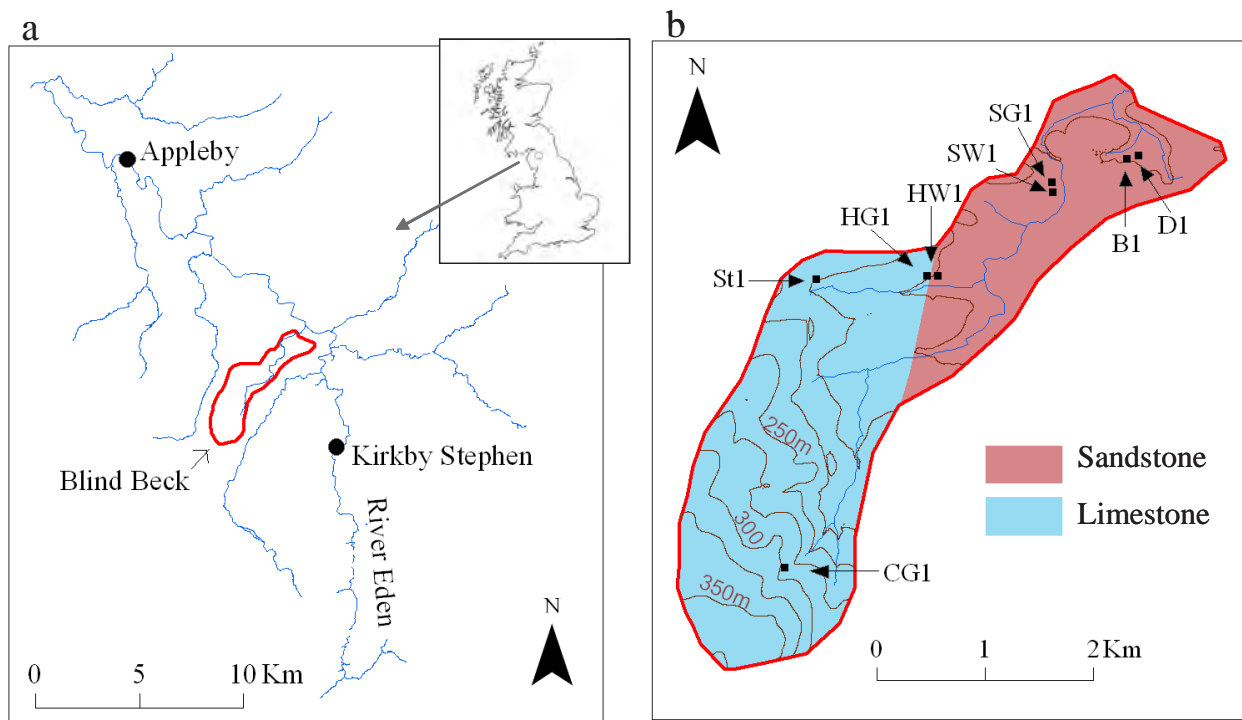 a
Appleby
Blind Beck
Kirkby Stephen
River Eden
N
0 5 10 Km
b
N
SG1
SW1
HW1
HG1
St1
B1
D1
250m
300
350m
CG1
Sandstone
Limestone
0 1 2 Km